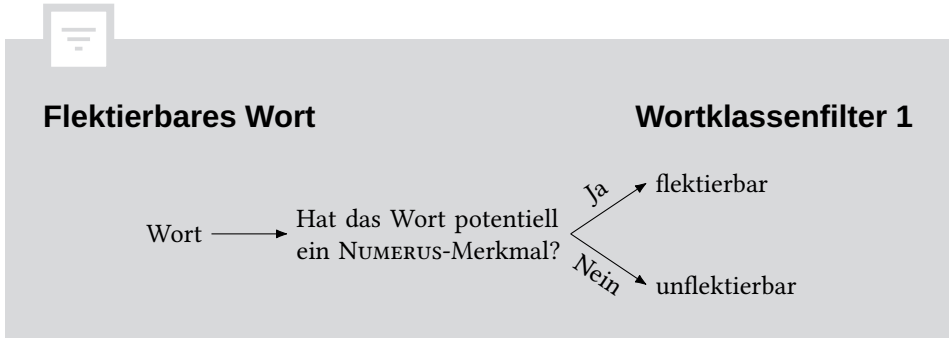 Flektierbares Wort
Wortklassenfilter 1
Wort
Hat das Wort potentiell
ein NUMERUS-Merkmal?
Ja
flektierbar
Nein
unflektierbar